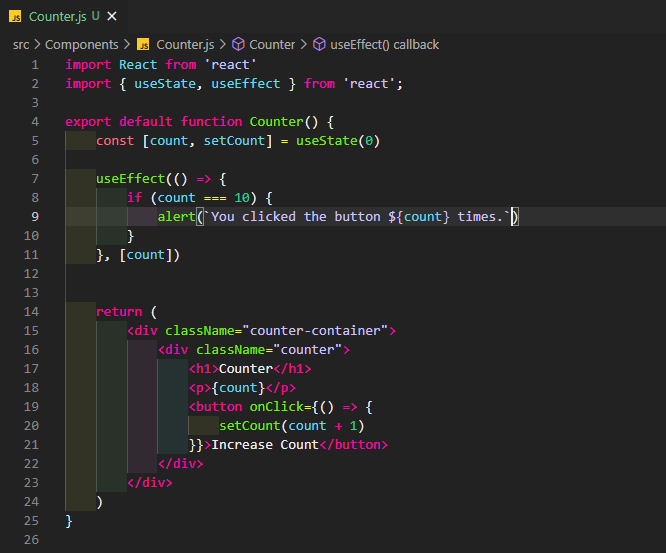 JS Counter.js U ×
src > Components > JS Counter.js > Counter > useEffect() callback
1 import React from 'react'
2 import { useState, useEffect } from 'react';
3
4 export default function Counter() {
5     const [count, setCount] = useState(0)
6
7     useEffect(() => {
8         if (count === 10) {
9             alert(`You clicked the button ${count} times.`)
10         }
11     }, [count])
12
13
14     return (
15         <div className="counter-container">
16             <div className="counter">
17                 <h1>Counter</h1>
18                 <p>{count}</p>
19                 <button onClick={() => {
20                     setCount(count + 1)
21                 }}>Increase Count</button>
22             </div>
23         </div>
24     )
25 }
26